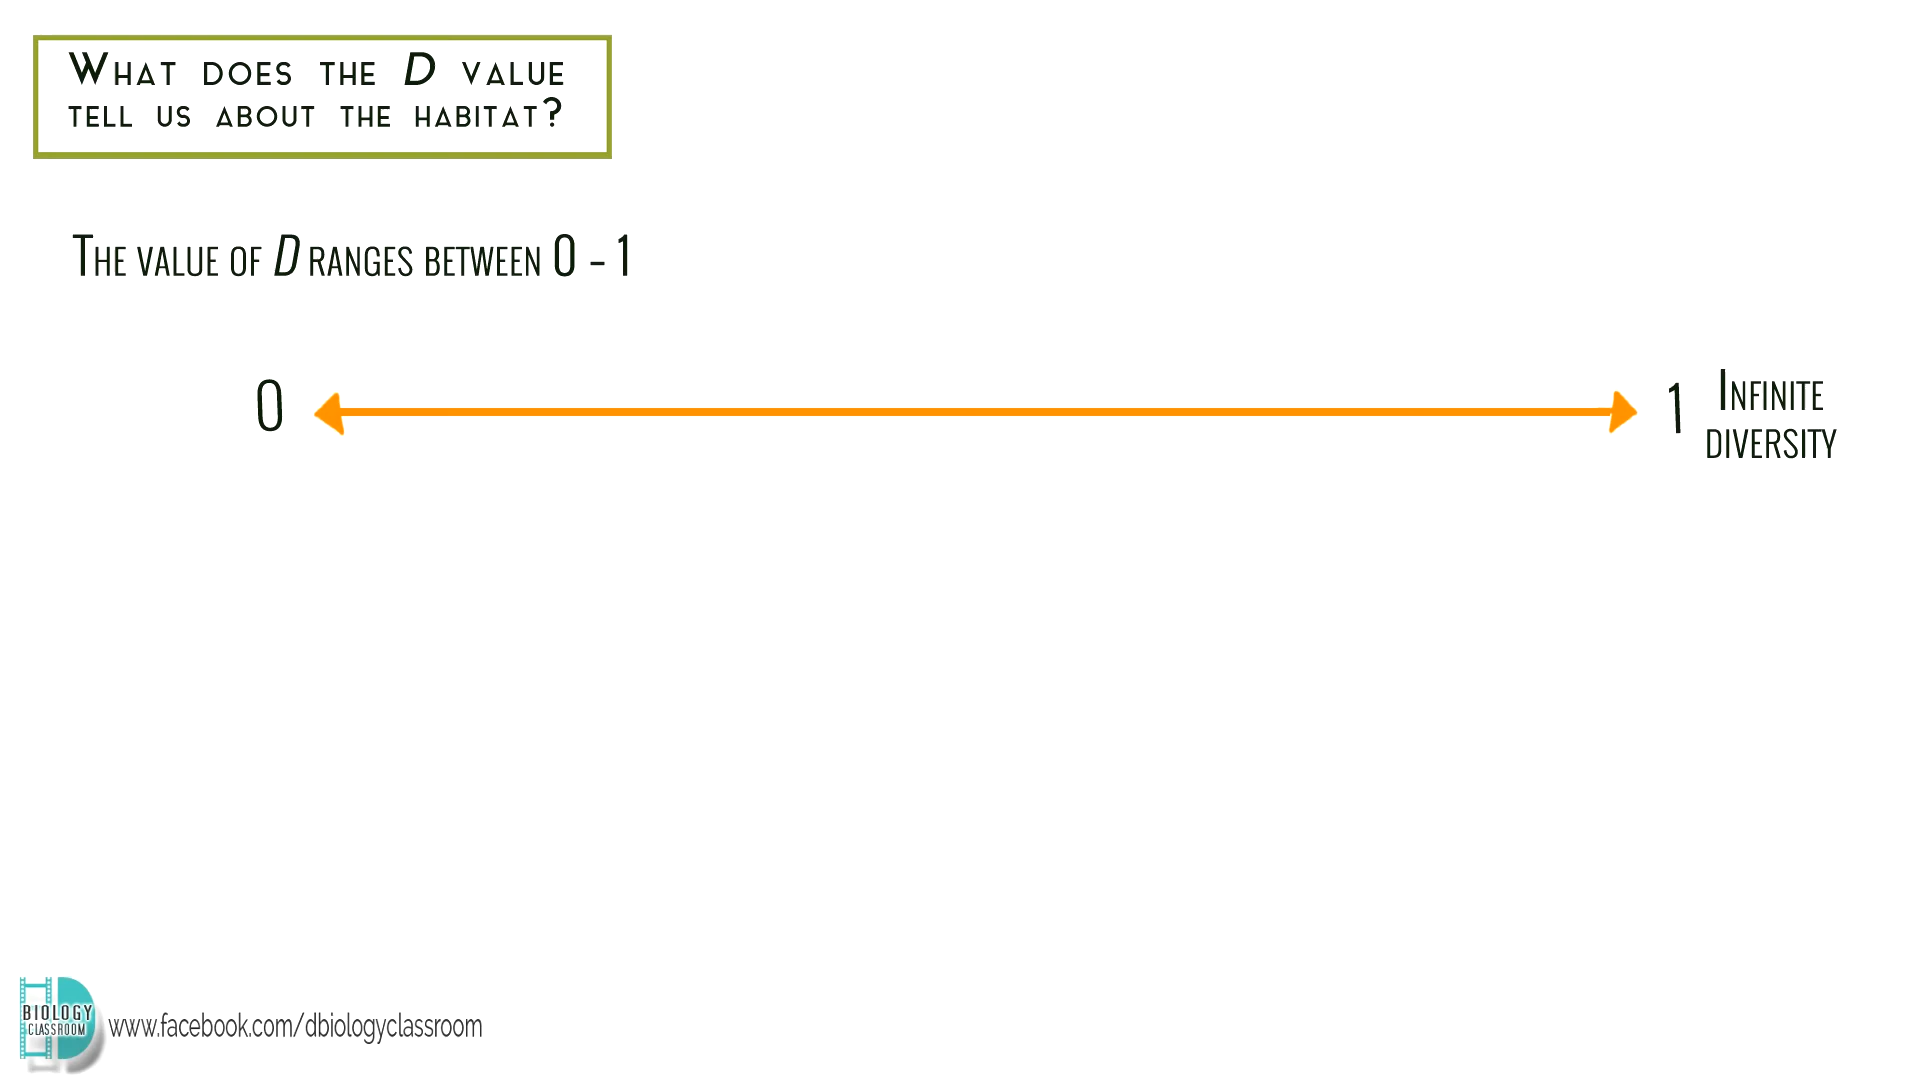 What does the D value
tell us about the habitat?
The value of D ranges between 0 – 1
0
1
Infinite
diversity
BIOLOGY
CLASSROOM
www.facebook.com/dbiologyclassroom